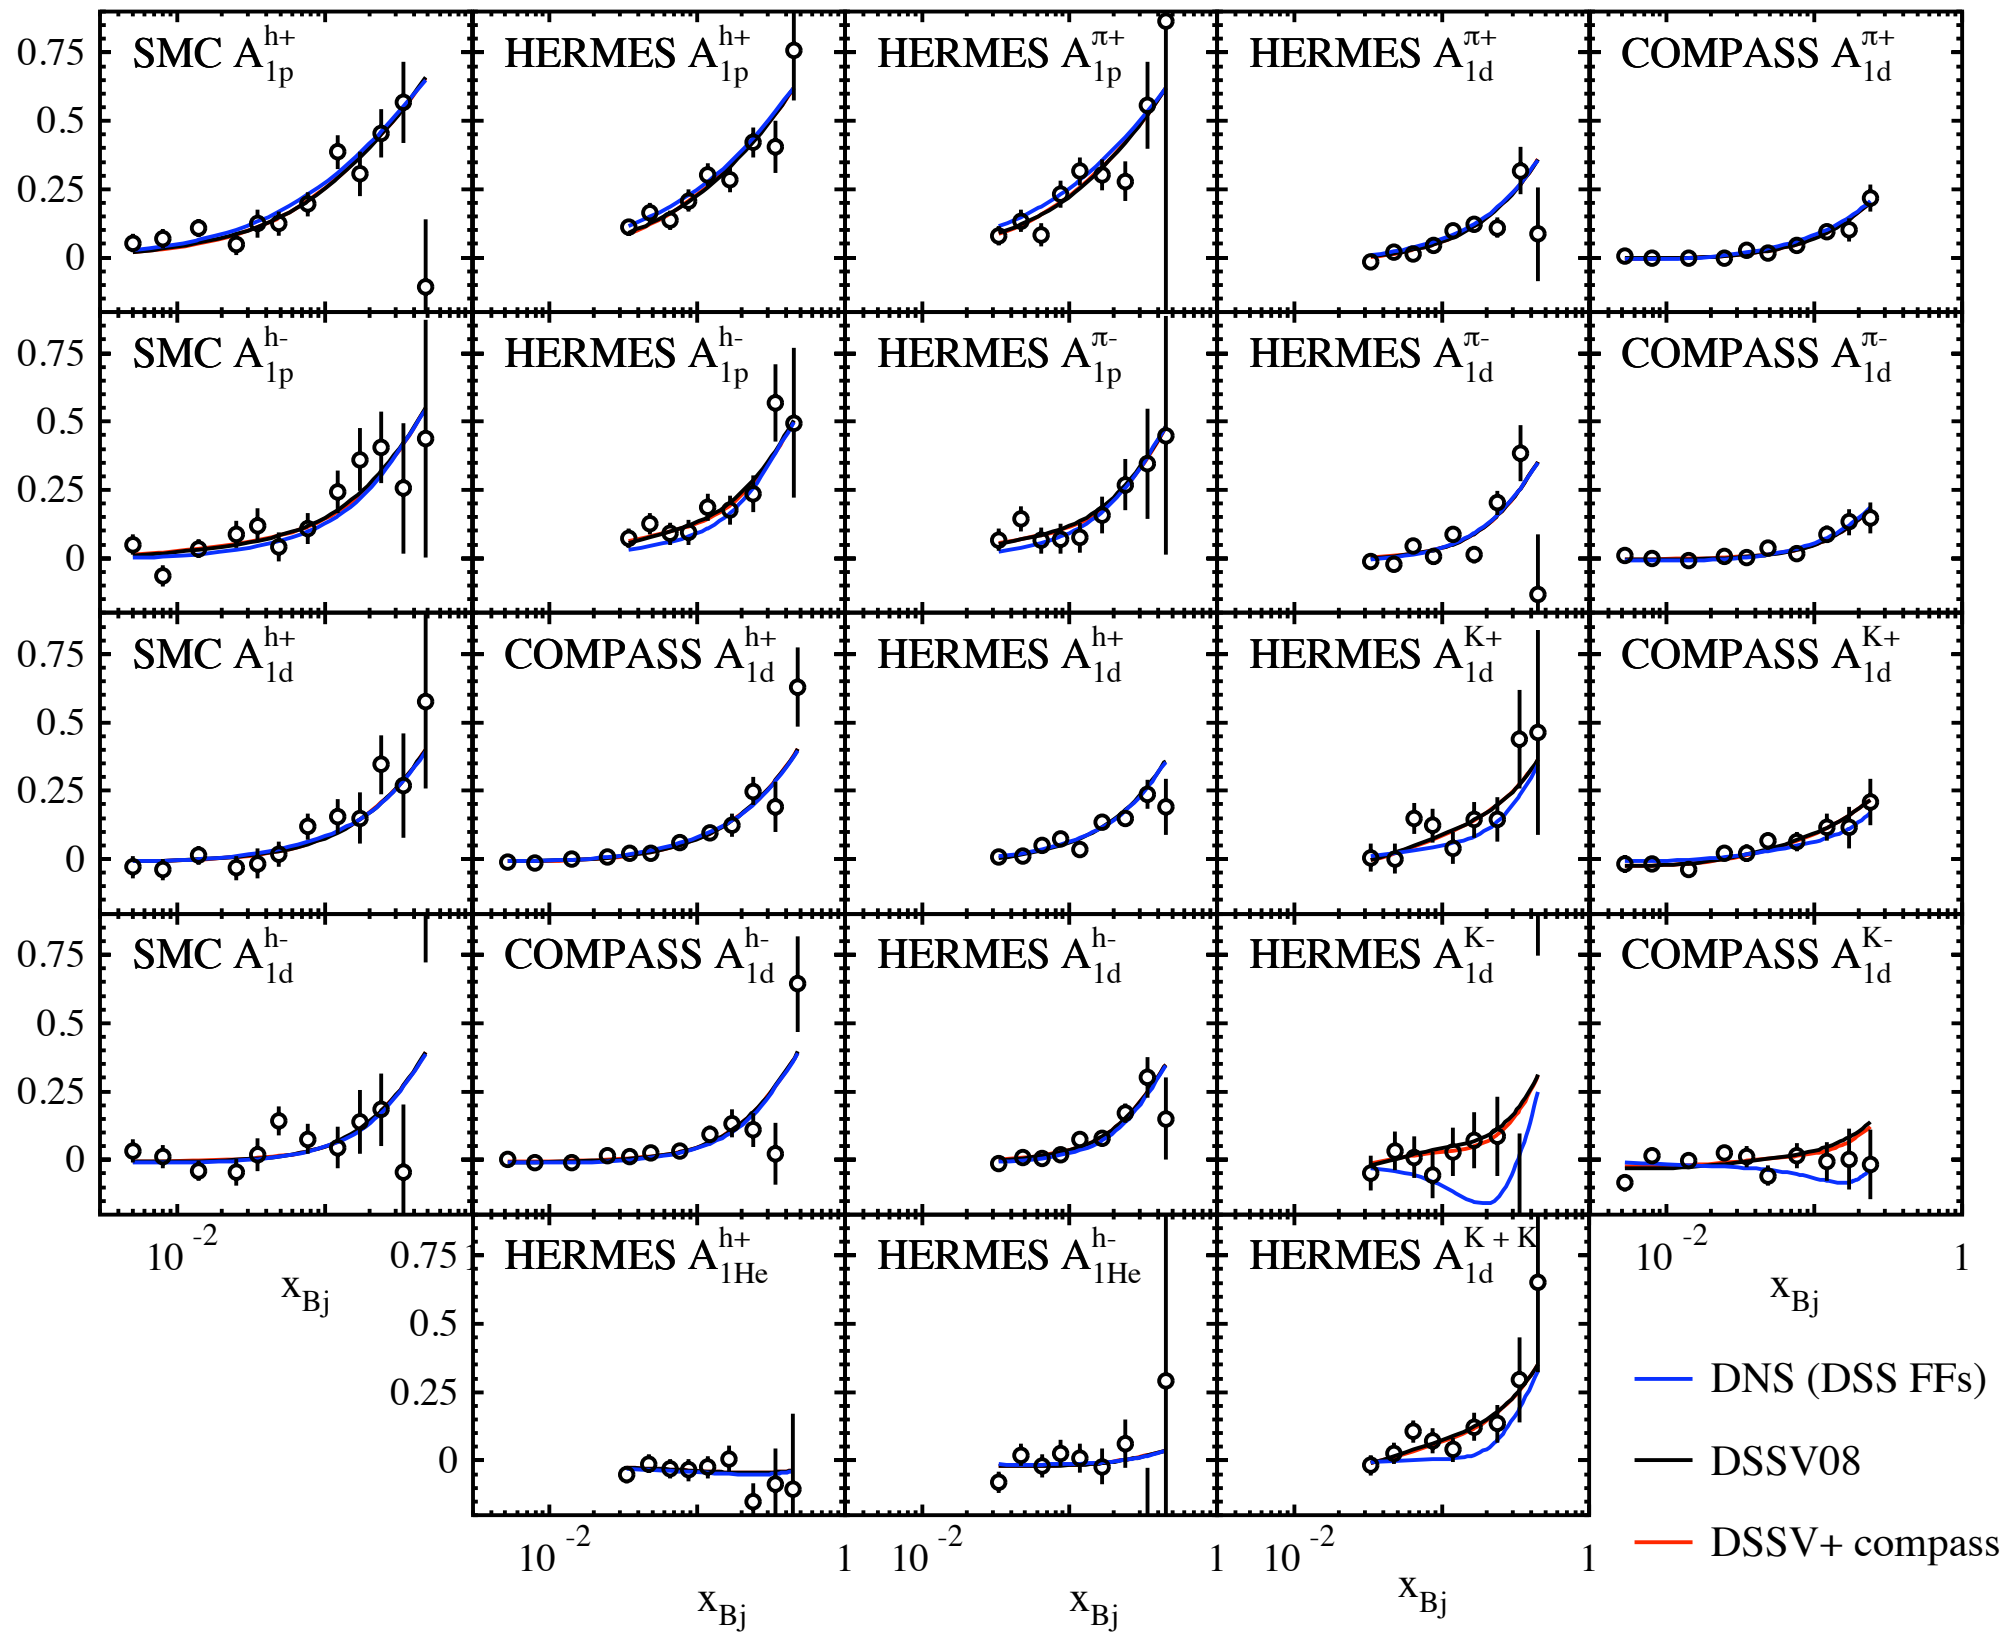 0.75 SMC A h+ 1p HERMES A h+ 1p HERMES A π+ 1p HERMES A π+ 1d COMPASS A π+ 1d
0.5
0.25
0
0.75 SMC A h- 1p HERMES A h- 1p HERMES A π- 1p HERMES A π- 1d COMPASS A π- 1d
0.5
0.25
0
0.75 SMC A h+ 1d COMPASS A h+ 1d HERMES A h+ 1d HERMES A K+ 1d COMPASS A K+ 1d
0.5
0.25
0
0.75 SMC A h- 1d COMPASS A h- 1d HERMES A h- 1d HERMES A K- 1d COMPASS A K- 1d
0.5
0.25
0
10 -2 0.75 HERMES A h+ 1He HERMES A h- 1He HERMES A K + K 1d 10 -2 1
x Bj x Bj
0.5
0.25 DNS (DSS FFs)
0 DSSV08
DSSV+ compass
10 -2 1 10 -2 1 10 -2 1
x Bj x Bj x Bj